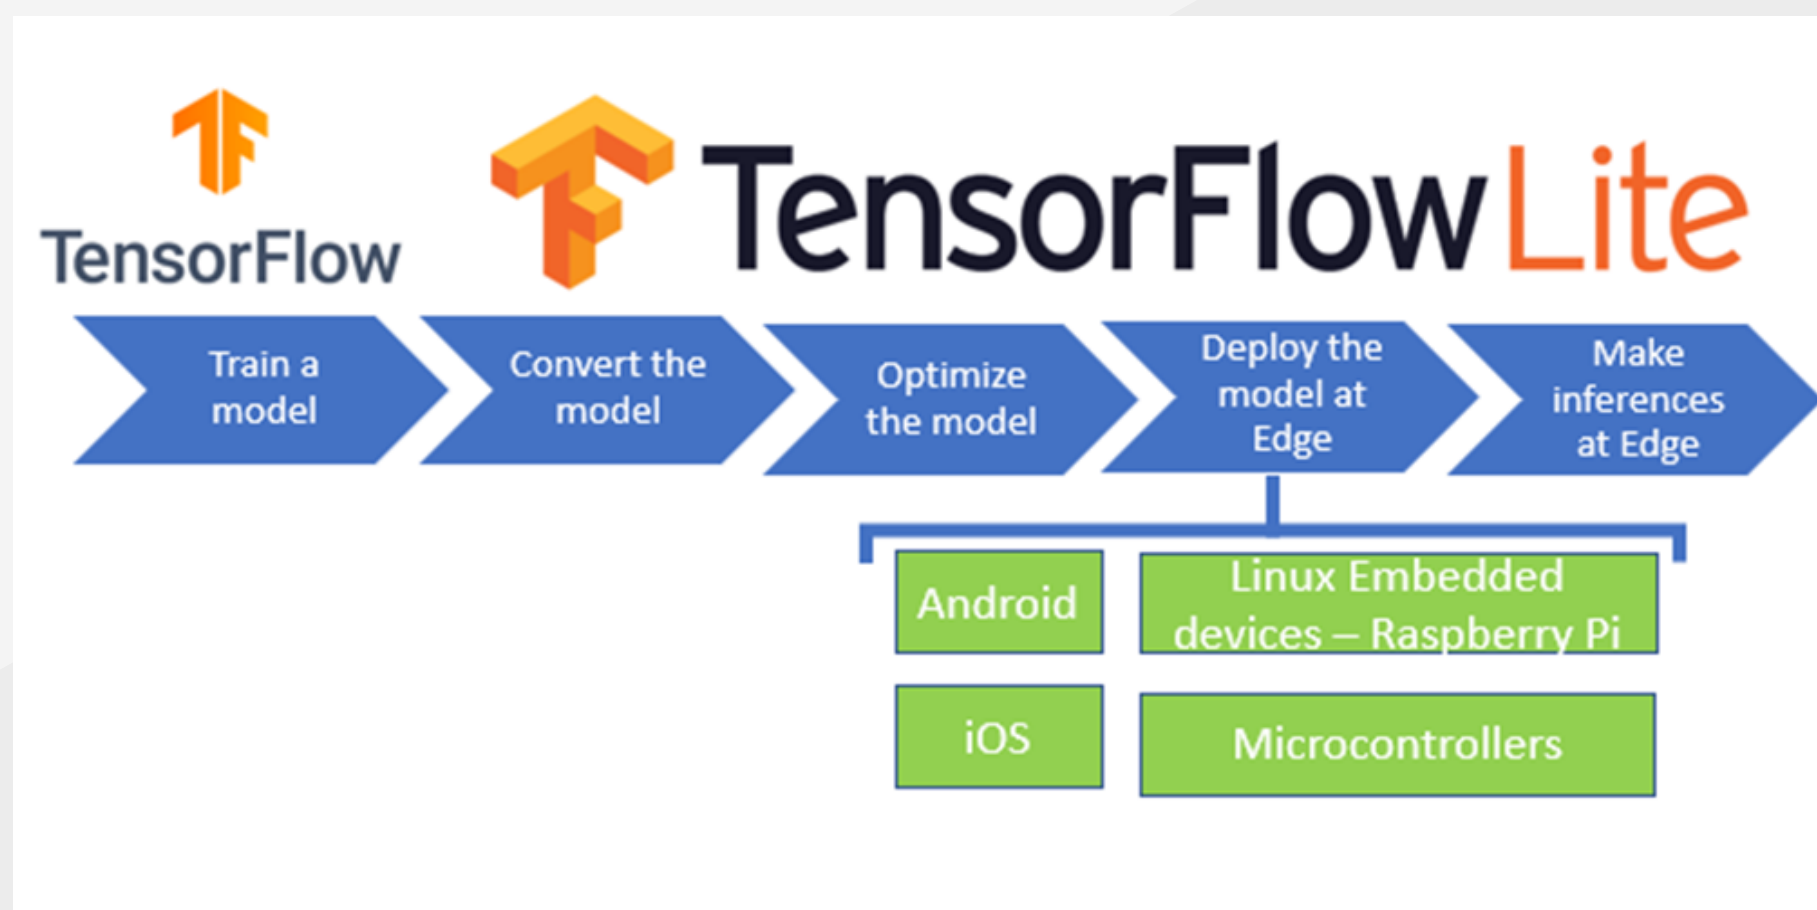 TensorFlow
TensorFlow Lite
Train a
model
Convert the
model
Optimize
the model
Deploy the
model at
Edge
Make
inferences
at Edge
Android
Linux Embedded
devices – Raspberry Pi
iOS
Microcontrollers